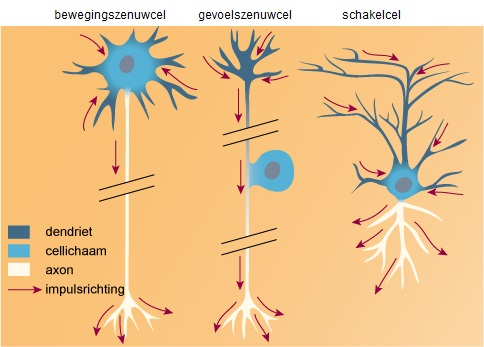 bewegingszenuwcel gevoelszenuwcel schakelcel
dendriet
cellichaam
axon
impulsrichting